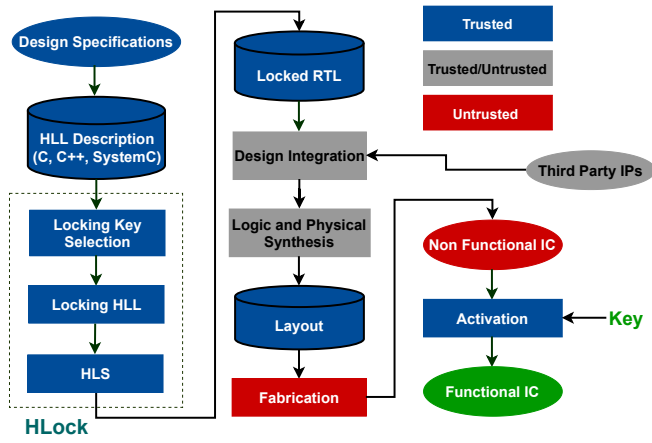 Design Specifications
HLL Description
(C, C++, SystemC)
Locking Key
Selection
Locking HLL
HLS
HLock
Locked RTL
Design Integration
Logic and Physical
Synthesis
Layout
Fabrication
Trusted
Trusted/Untrusted
Untrusted
Third Party IPs
Non Functional IC
Activation
Key
Functional IC